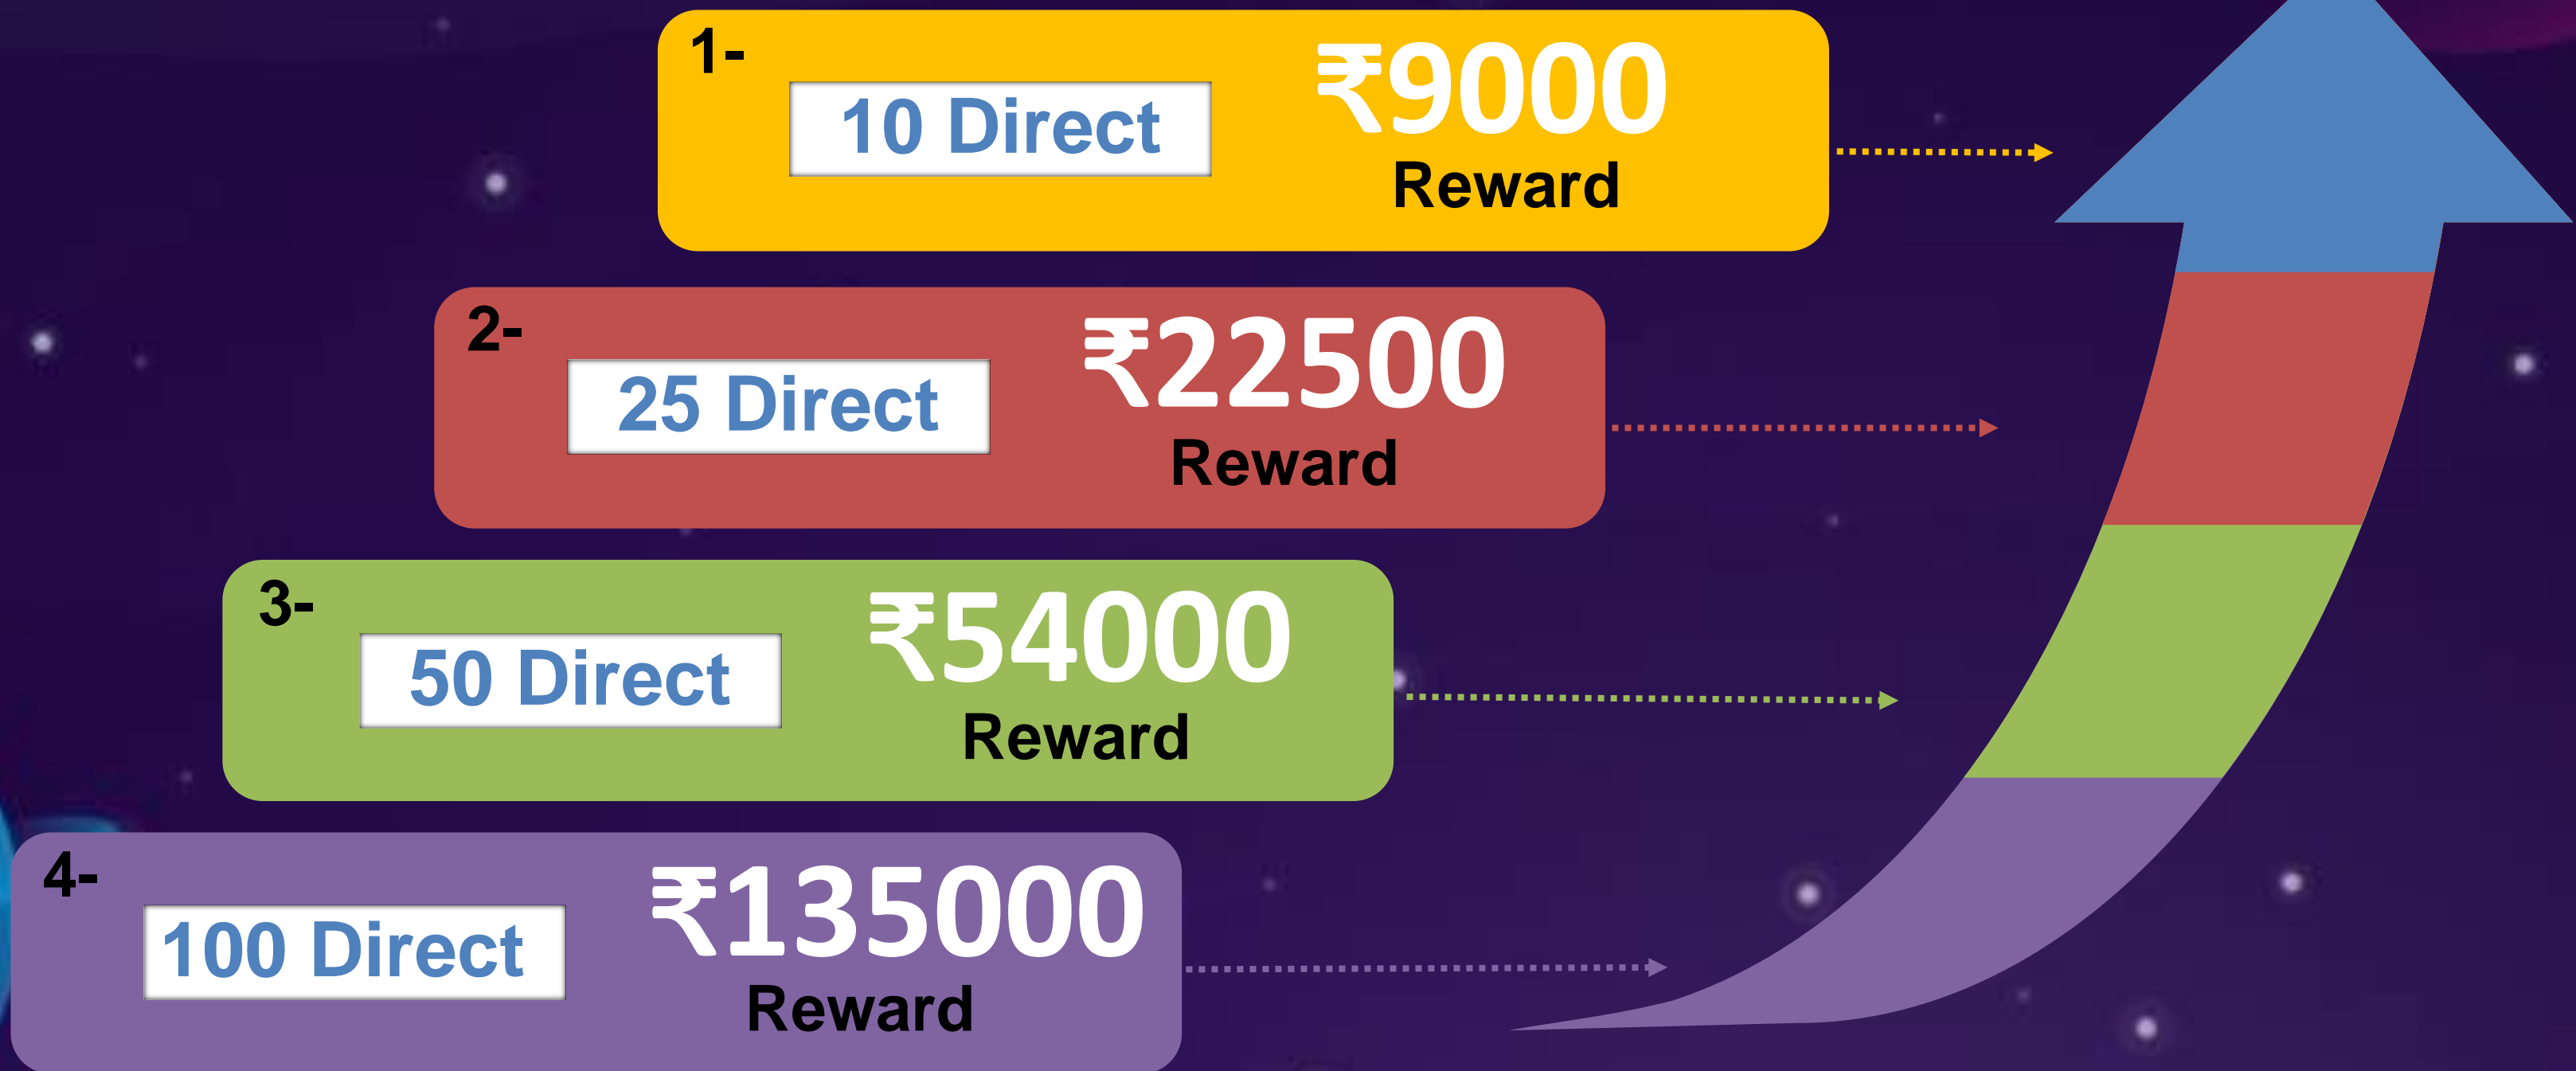 1-
10 Direct
₹9000
Reward
2-
25 Direct
₹22500
Reward
3-
50 Direct
₹54000
Reward
4-
100 Direct
₹135000
Reward